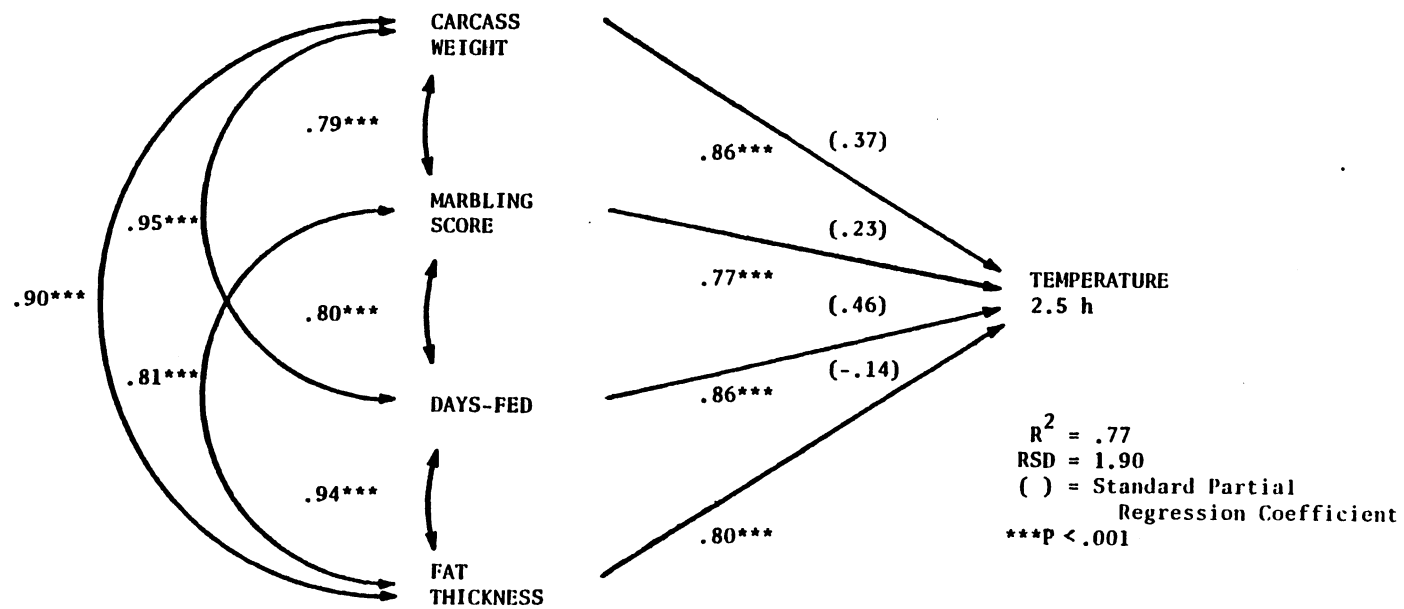 CARCASS
WEIGHT
.79***
.86***
(.37)
MARBLING
SCORE
.95***
(.23)
.77***
TEMPERATURE
2.5 h
.90***
.80***
(.46)
.81***
(-.14)
.86***
DAYS-FED
R2 = .77
RSD = 1.90
( ) = Standard Partial
Regression Coefficient
***P < .001
.94***
.80***
FAT
THICKNESS